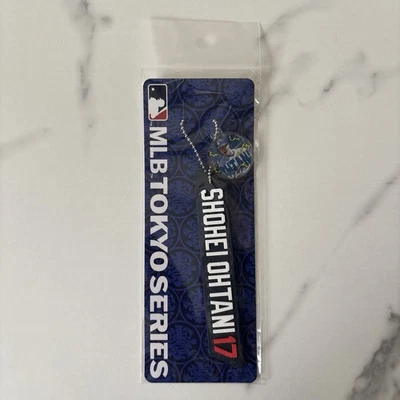 MLB TOKYO SERIES
SHOHEI OHTANI 17